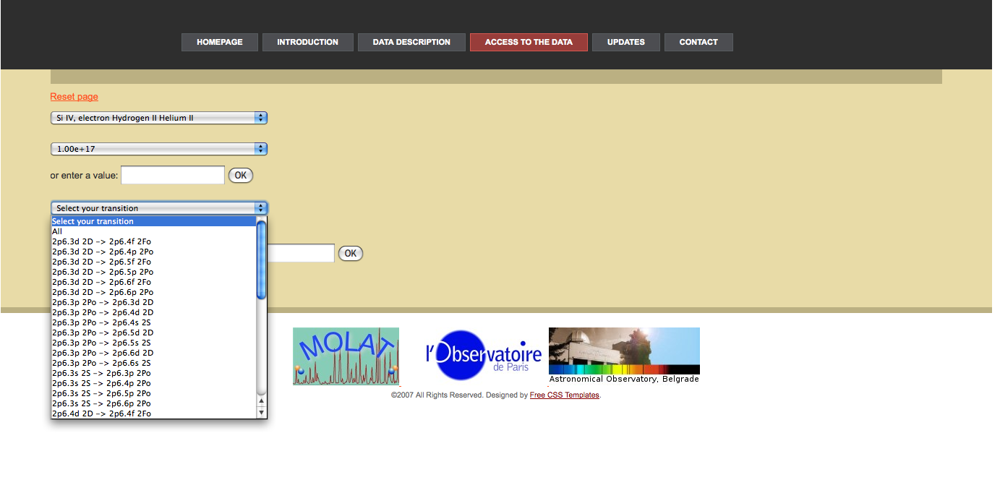 HOMEPAGE INTRODUCTION DATA DESCRIPTION ACCESS TO THE DATA UPDATES CONTACT
Reset page
Si IV, electron Hydrogen II Helium II
1.00e+17
or enter a value: OK
Select your transition
Select your transition
All
2p6.3d 2D -> 2p6.4f 2Fo
2p6.3d 2D -> 2p6.4p 2Po
OK
2p6.3d 2D -> 2p6.5f 2Fo
2p6.3d 2D -> 2p6.5p 2Po
2p6.3d 2D -> 2p6.6f 2Fo
2p6.3d 2D -> 2p6.6p 2Po
2p6.3p 2Po -> 2p6.3d 2D
2p6.3p 2Po -> 2p6.4d 2D
2p6.3p 2Po -> 2p6.4s 2S
2p6.3p 2Po -> 2p6.5d 2D
2p6.3p 2Po -> 2p6.5s 2S
2p6.3p 2Po -> 2p6.6d 2D
2p6.3p 2Po -> 2p6.6s 2S
2p6.3s 2S -> 2p6.3p 2Po
2p6.3s 2S -> 2p6.4p 2Po
2p6.3s 2S -> 2p6.5p 2Po
2p6.3s 2S -> 2p6.6p 2Po
2p6.4d 2D -> 2p6.4f 2Fo
MOLAT
l'Observatoire
de Paris
Astronomical Observatory, Belgrade
©2007 All Rights Reserved. Designed by Free CSS Templates.